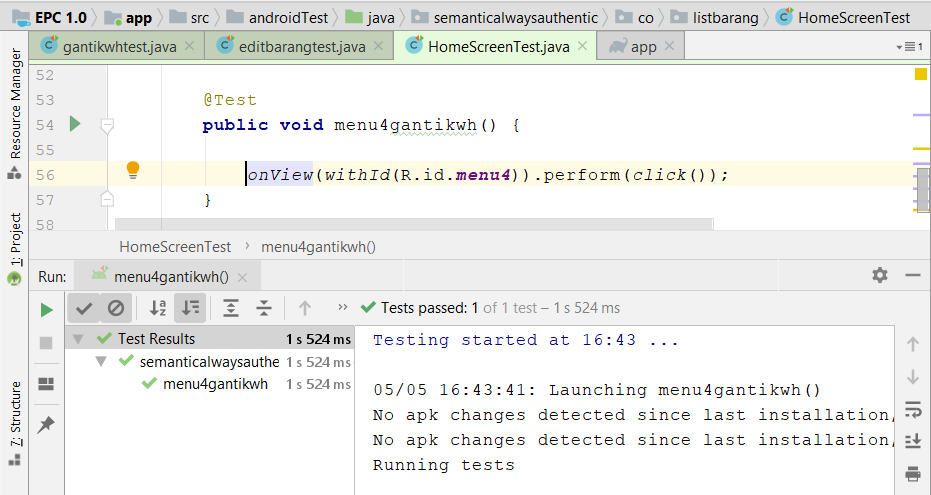 EPC 1.0 app src androidTest java semanticalwaysauthentic co listbarang HomeScreenTest
gantikwhtest.java editbarangtest.java HomeScreenTest.java app 1
Resource Manager
1: Project
7: Structure
52
53 @Test
54 public void menu4gantikwh() {
55
56 onView(withId(R.id.menu4)).perform(click());
57 }
58
HomeScreenTest › menu4gantikwh()
Run: menu4gantikwh()
Tests passed: 1 of 1 test – 1 s 524 ms
Test Results 1 s 524 ms
semanticalwaysauthe 1 s 524 ms
menu4gantikwh 1 s 524 ms
Testing started at 16:43 ...
05/05 16:43:41: Launching menu4gantikwh()
No apk changes detected since last installation,
No apk changes detected since last installation,
Running tests